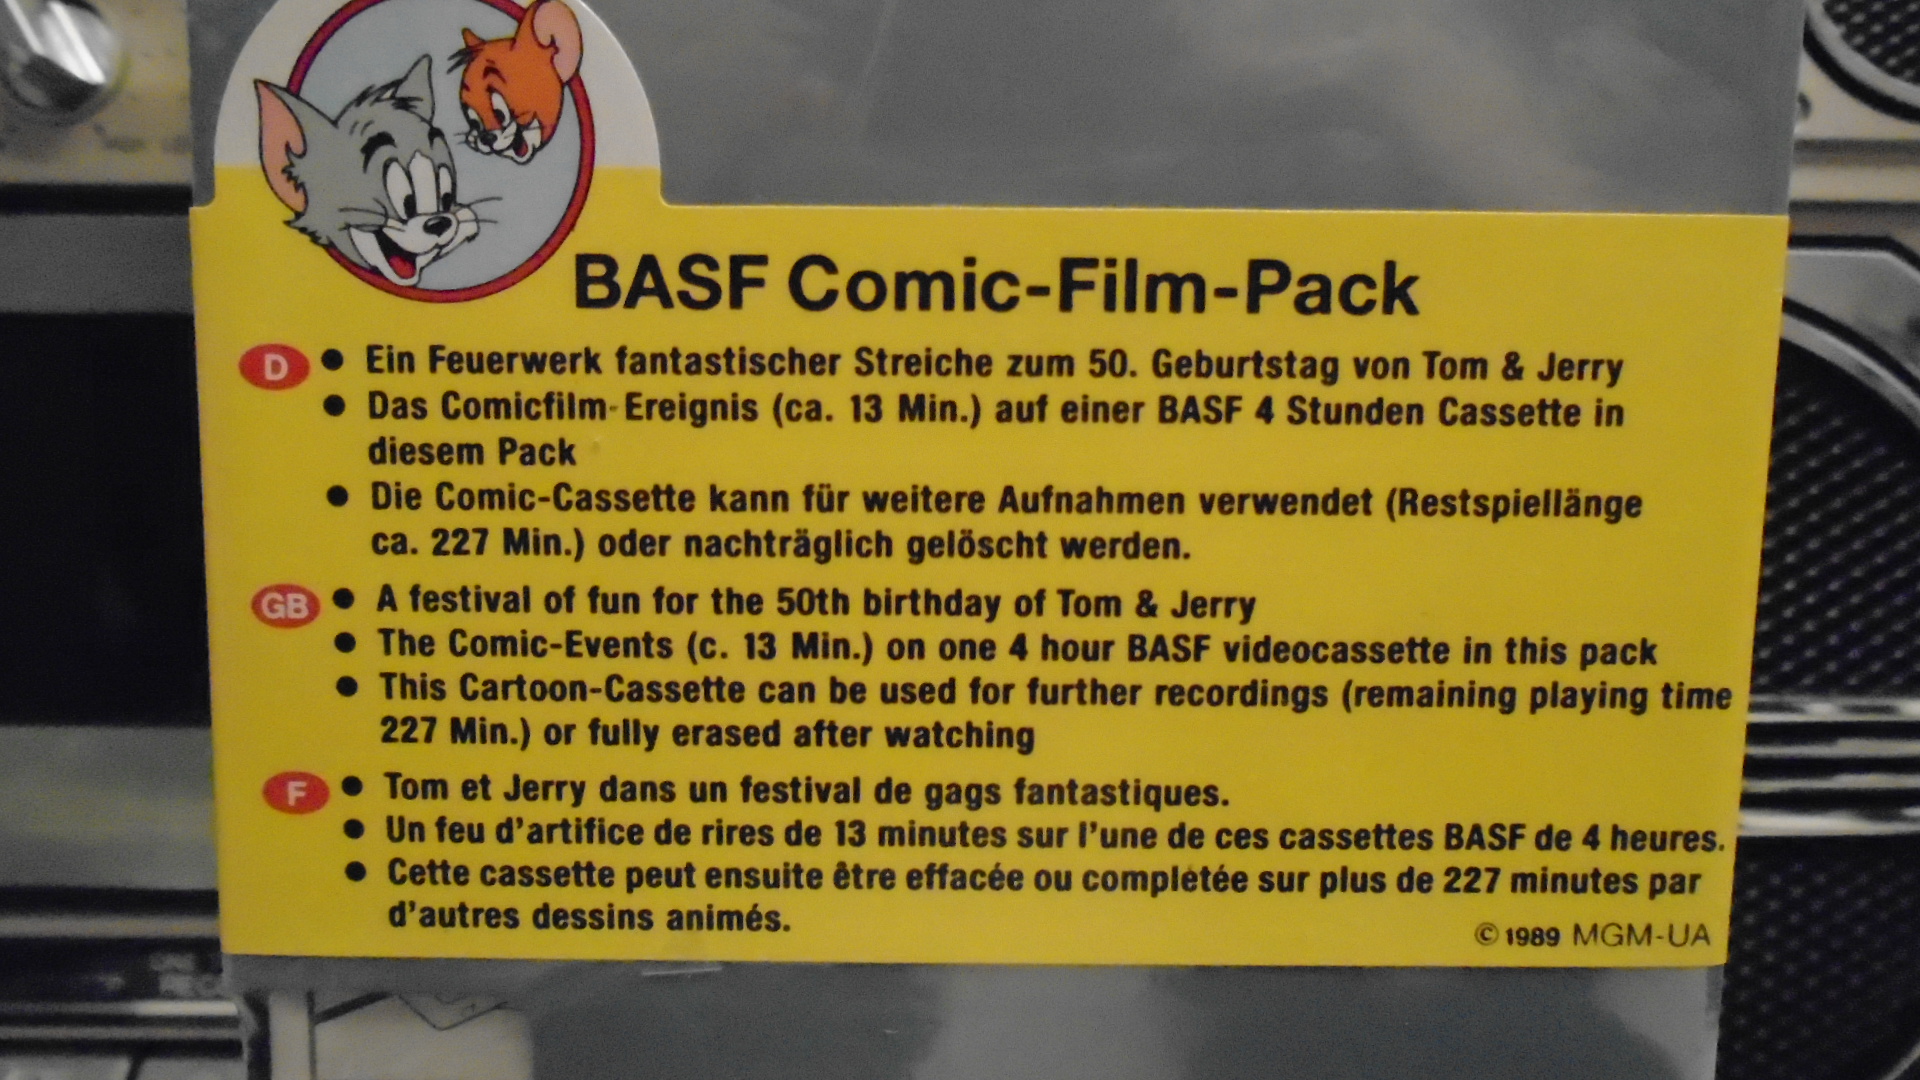 BASF Comic-Film-Pack
D ● Ein Feuerwerk fantastischer Streiche zum 50. Geburtstag von Tom & Jerry
● Das Comicfilm-Ereignis (ca. 13 Min.) auf einer BASF 4 Stunden Cassette in
diesem Pack
● Die Comic-Cassette kann für weitere Aufnahmen verwendet (Restspiellänge
ca. 227 Min.) oder nachträglich gelöscht werden.
GB ● A festival of fun for the 50th birthday of Tom & Jerry
● The Comic-Events (c. 13 Min.) on one 4 hour BASF videocassette in this pack
● This Cartoon-Cassette can be used for further recordings (remaining playing time
227 Min.) or fully erased after watching
F ● Tom et Jerry dans un festival de gags fantastiques.
● Un feu d'artifice de rires de 13 minutes sur l'une de ces cassettes BASF de 4 heures.
● Cette cassette peut ensuite être effacée ou complétée sur plus de 227 minutes par
d'autres dessins animés.
© 1989 MGM-UA